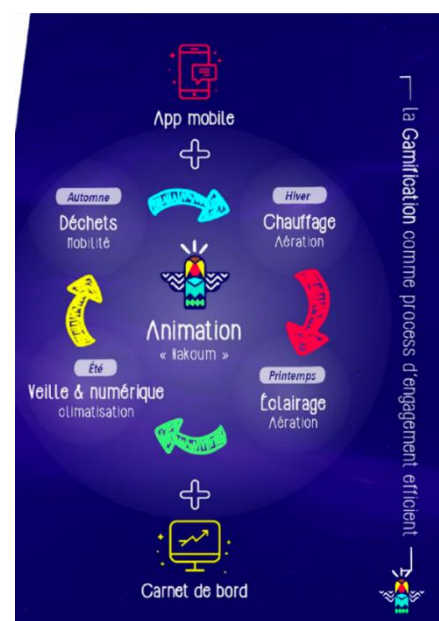 App mobile
Automne
Déchets
Mobilité
Hiver
Chauffage
Aération
Animation
« Nakoum »
Été
Veille & numérique
climatisation
Printemps
Éclairage
Aération
Carnet de bord
la Gamification comme process d'engagement efficient